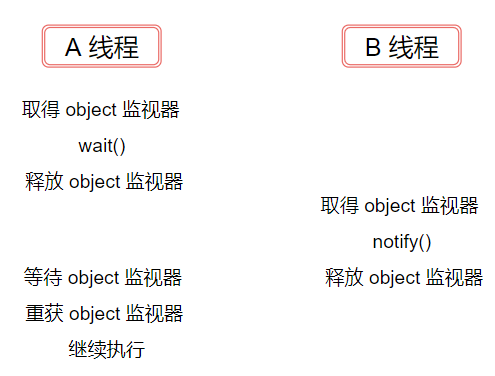 A 线程
取得 object 监视器
wait()
释放 object 监视器
等待 object 监视器
重获 object 监视器
继续执行
B 线程
取得 object 监视器
notify()
释放 object 监视器